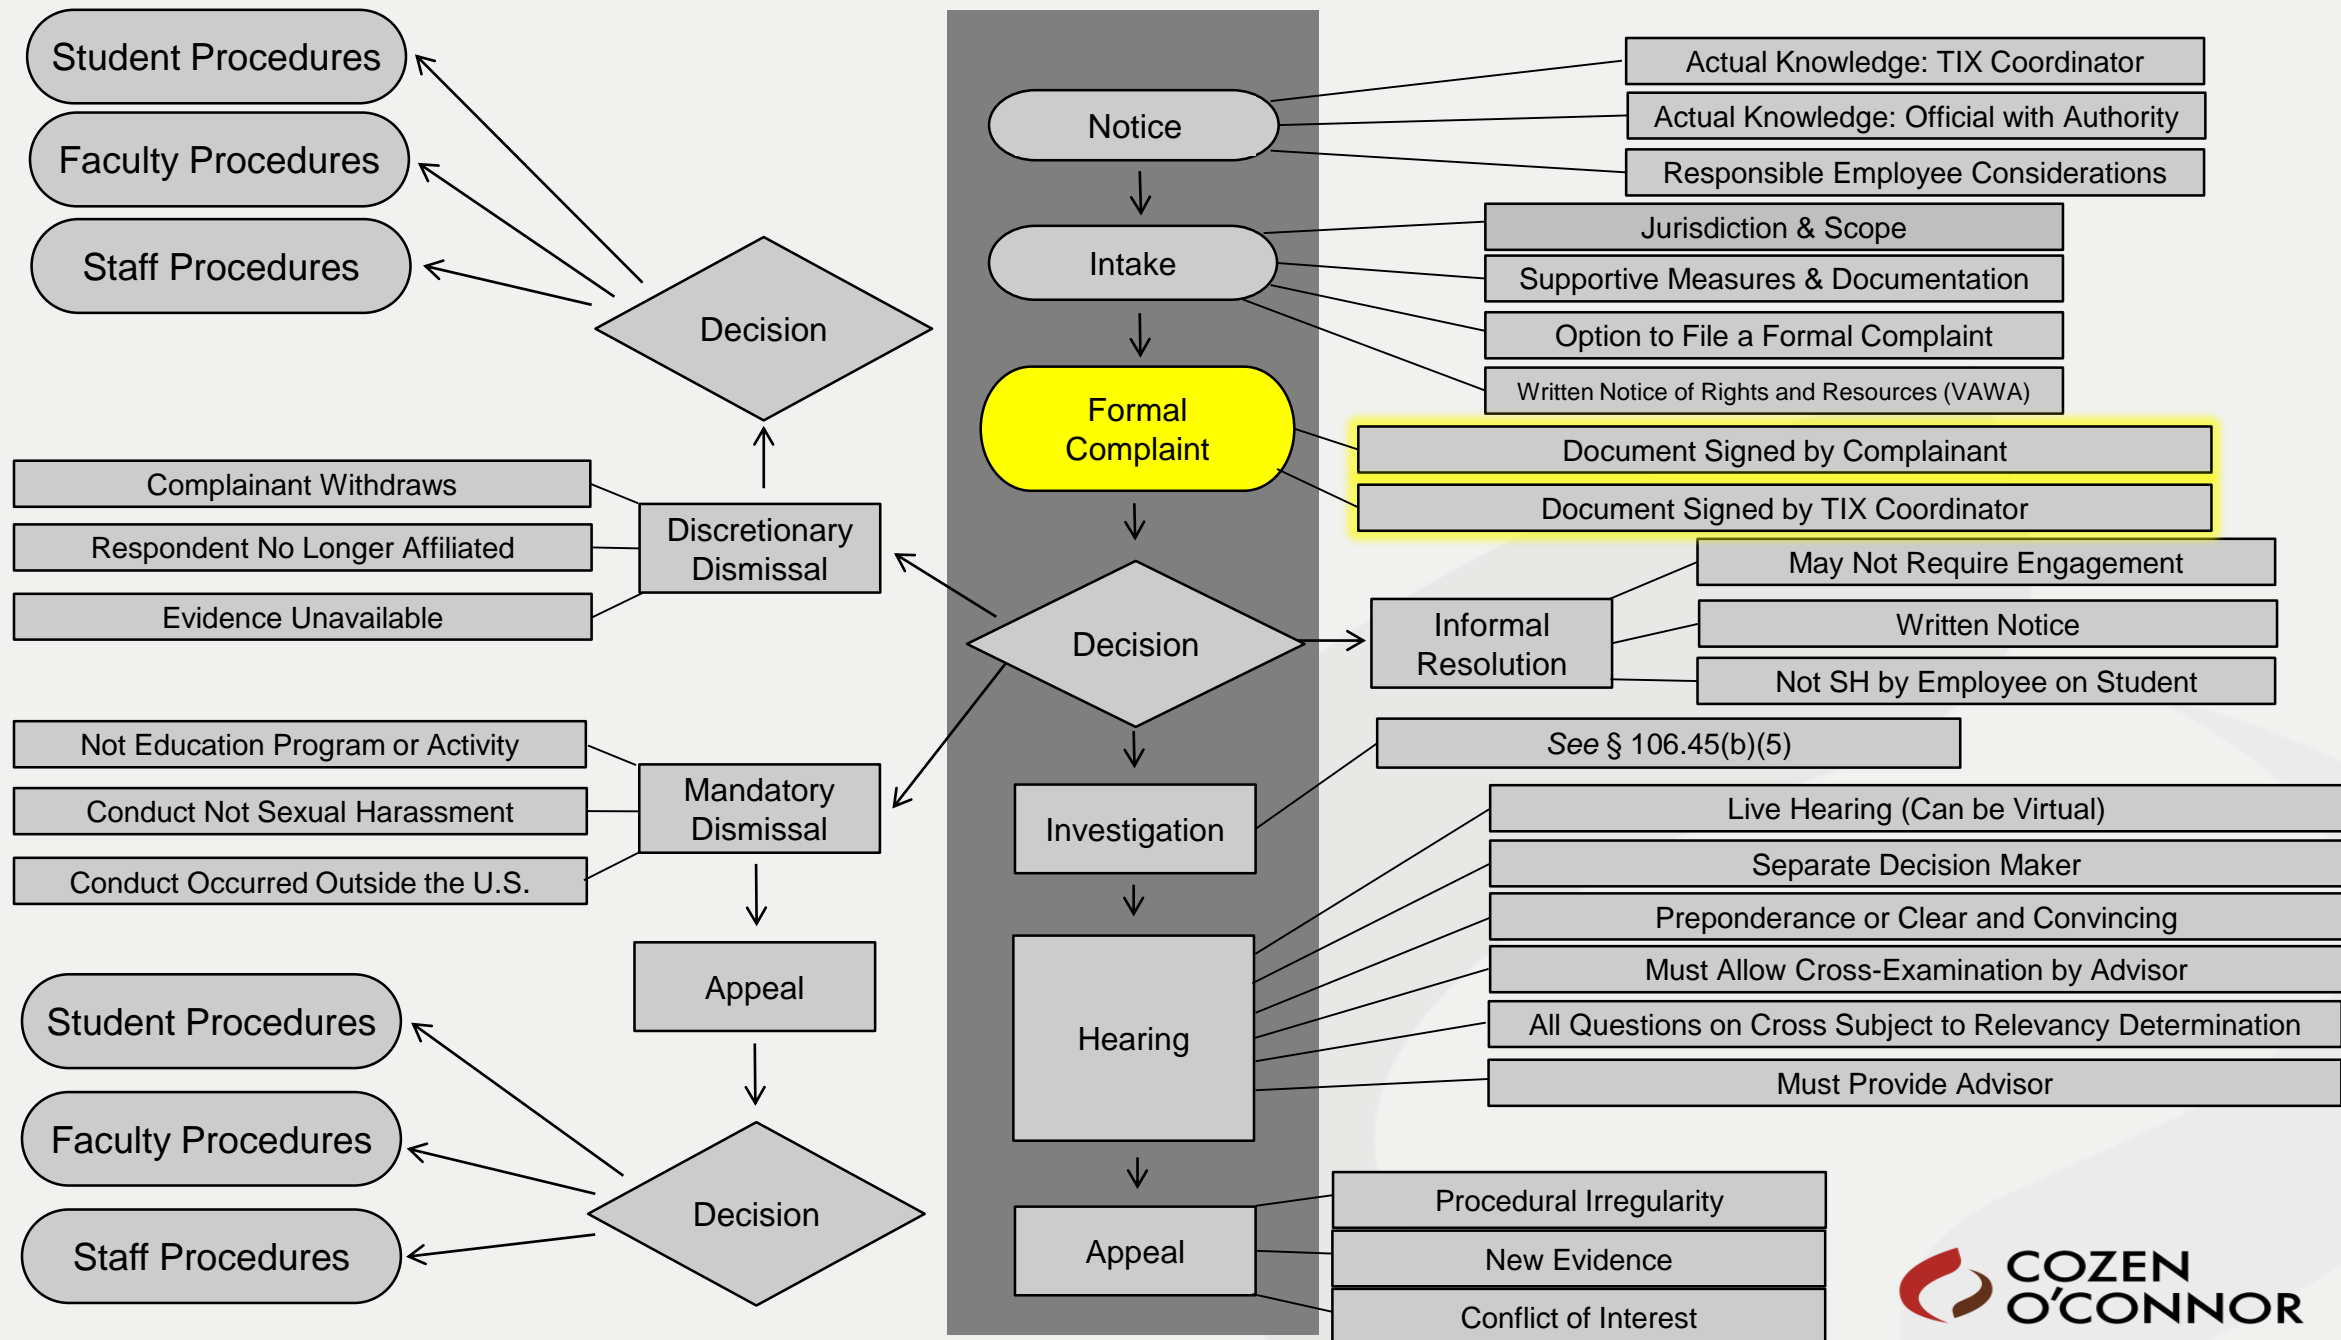 Student Procedures
Faculty Procedures
Staff Procedures
Decision
Complainant Withdraws
Respondent No Longer Affiliated
Evidence Unavailable
Discretionary
Dismissal
Not Education Program or Activity
Conduct Not Sexual Harassment
Conduct Occurred Outside the U.S.
Mandatory
Dismissal
Appeal
Student Procedures
Faculty Procedures
Staff Procedures
Decision
Notice
Actual Knowledge: TIX Coordinator
Actual Knowledge: Official with Authority
Responsible Employee Considerations
Intake
Jurisdiction & Scope
Supportive Measures & Documentation
Option to File a Formal Complaint
Written Notice of Rights and Resources (VAWA)
Formal
Complaint
Document Signed by Complainant
Document Signed by TIX Coordinator
Decision
Informal
Resolution
May Not Require Engagement
Written Notice
Not SH by Employee on Student
Investigation
See § 106.45(b)(5)
Hearing
Live Hearing (Can be Virtual)
Separate Decision Maker
Preponderance or Clear and Convincing
Must Allow Cross-Examination by Advisor
All Questions on Cross Subject to Relevancy Determination
Must Provide Advisor
Appeal
Procedural Irregularity
New Evidence
Conflict of Interest
COZEN
O'CONNOR